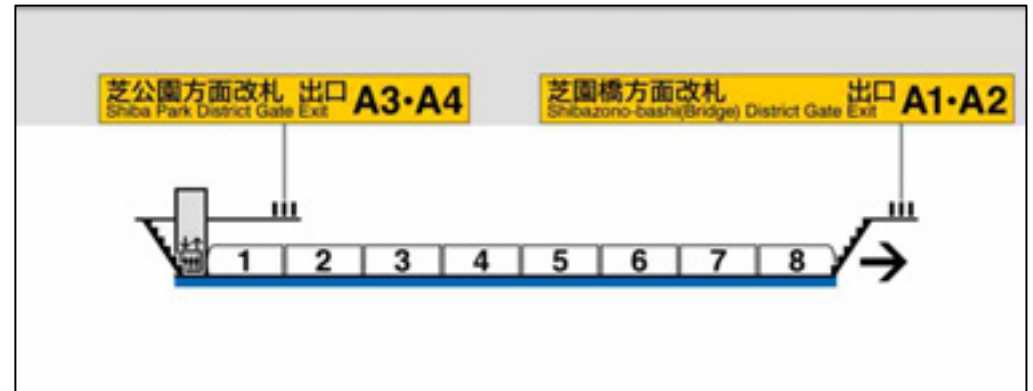 芝公園方面改札 出口 A3•A4
Shiba Park District Gate Exit
芝園橋方面改札 出口 A1•A2
Shibazono-bashi(Bridge) District Gate Exit
1 2 3 4 5 6 7 8